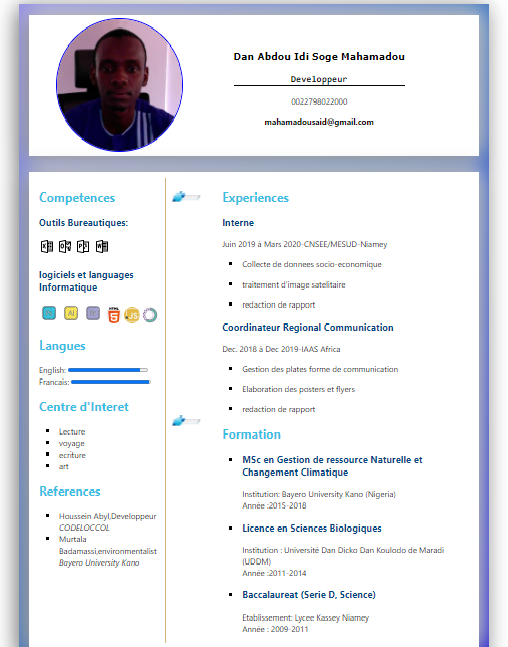 Dan Abdou Idi Soge Mahamadou
Developpeur
0022798022000
mahamadousaid@gmail.com
Competences
Outils Bureautiques:
logiciels et languages
Informatique
HTML
JS
Langues
English:
Francais:
Centre d'Interet
Lecture
voyage
ecriture
art
References
Houssein Abyl,Developpeur
CODELOCCOL
Murtala
Badamassi,environmentalist
Bayero University Kano
Experiences
Interne
Juin 2019 à Mars 2020-CNSEE/MESUD-Niamey
Collecte de donnees socio-economique
traitement d'image satelitaire
redaction de rapport
Coordinateur Regional Communication
Dec. 2018 à Dec 2019-IAAS Africa
Gestion des plates forme de communication
Elaboration des posters et flyers
redaction de rapport
Formation
MSc en Gestion de ressource Naturelle et
Changement Climatique
Institution: Bayero University Kano (Nigeria)
Année :2015-2018
Licence en Sciences Biologiques
Institution : Université Dan Dicko Dan Koulodo de Maradi
(UDDM)
Année :2011-2014
Baccalaureat (Serie D, Science)
Etablissement: Lycee Kassey Niamey
Année : 2009-2011